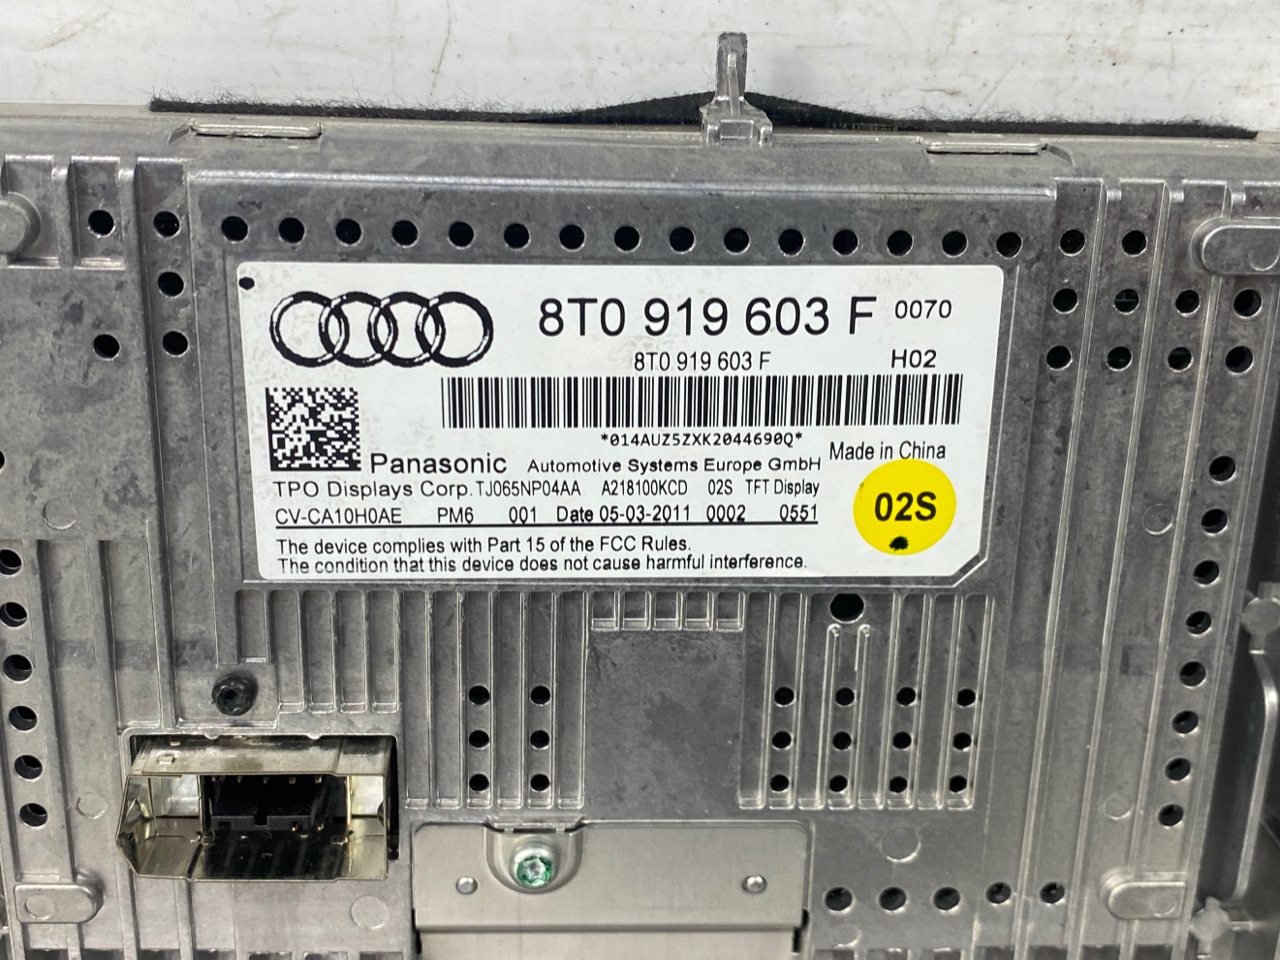 8T0 919 603 F 0070
8T0 919 603 F H02
*014AUZ5ZXK2044690Q*
Panasonic Automotive Systems Europe GmbH Made in China
TPO Displays Corp. TJ065NP04AA A218100KCD 02S TFT Display
CV-CA10H0AE PM6 001 Date 05-03-2011 0002 0551
02S
The device complies with Part 15 of the FCC Rules.
The condition that this device does not cause harmful interference.